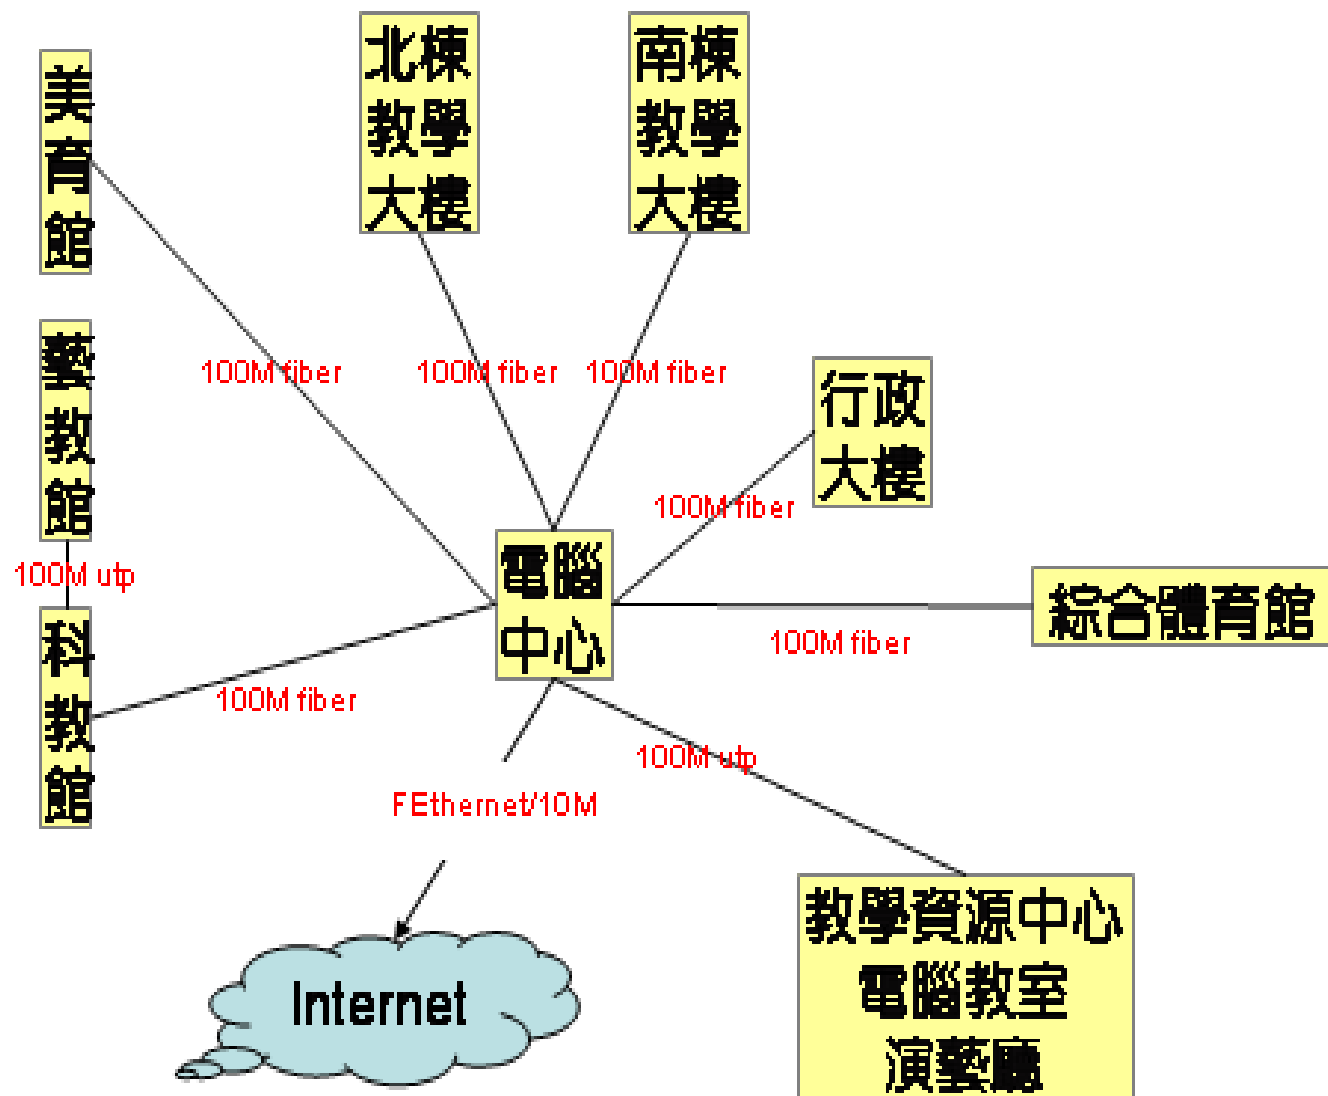 北棟
教學
大樓
南棟
教學
大樓
美
育
館
藝
教
館
100M fiber
100M fiber
100M fiber
行政
大樓
100M fiber
100M utp
電腦
中心
綜合體育館
100M fiber
科
教
館
100M fiber
100M utp
FEthernet/10M
教學資源中心
電腦教室
演藝廳
Internet